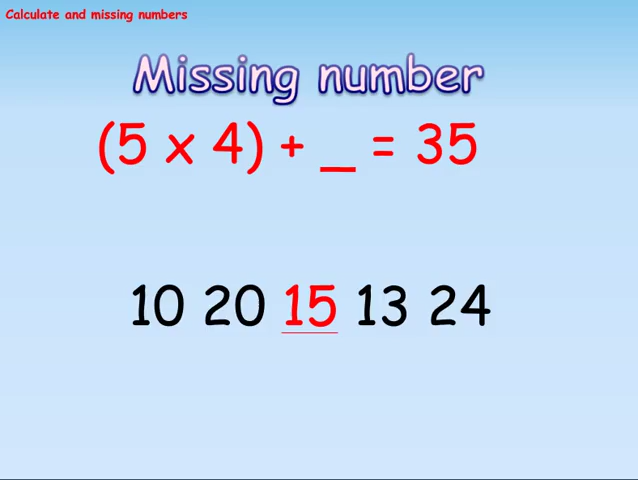 Calculate and missing numbers
Missing number
(5 x 4) + _ = 35
10 20 15 13 24